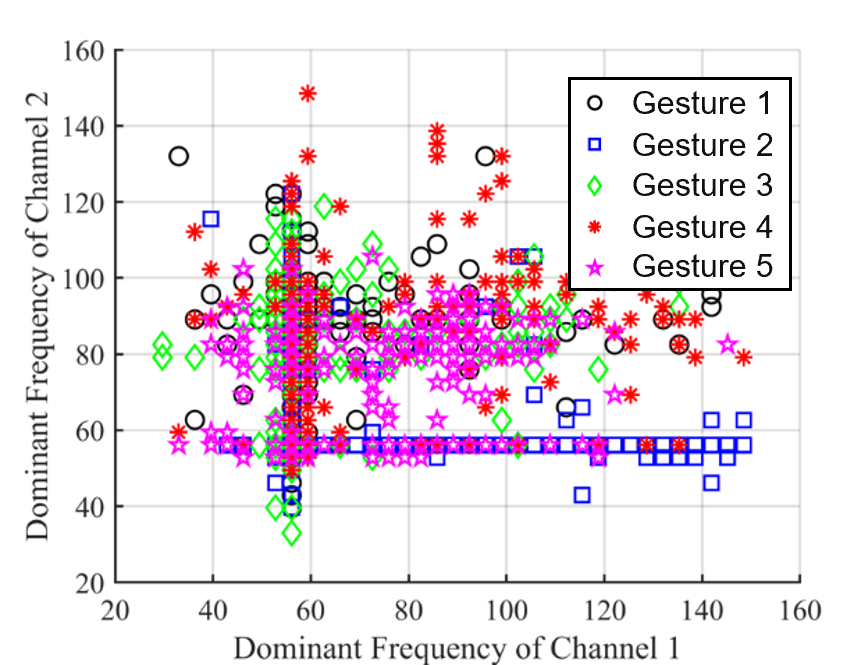 160
140
120
100
80
60
40
20
Dominant Frequency of Channel 2
Gesture 1
Gesture 2
Gesture 3
Gesture 4
Gesture 5
20 40 60 80 100 120 140 160
Dominant Frequency of Channel 1